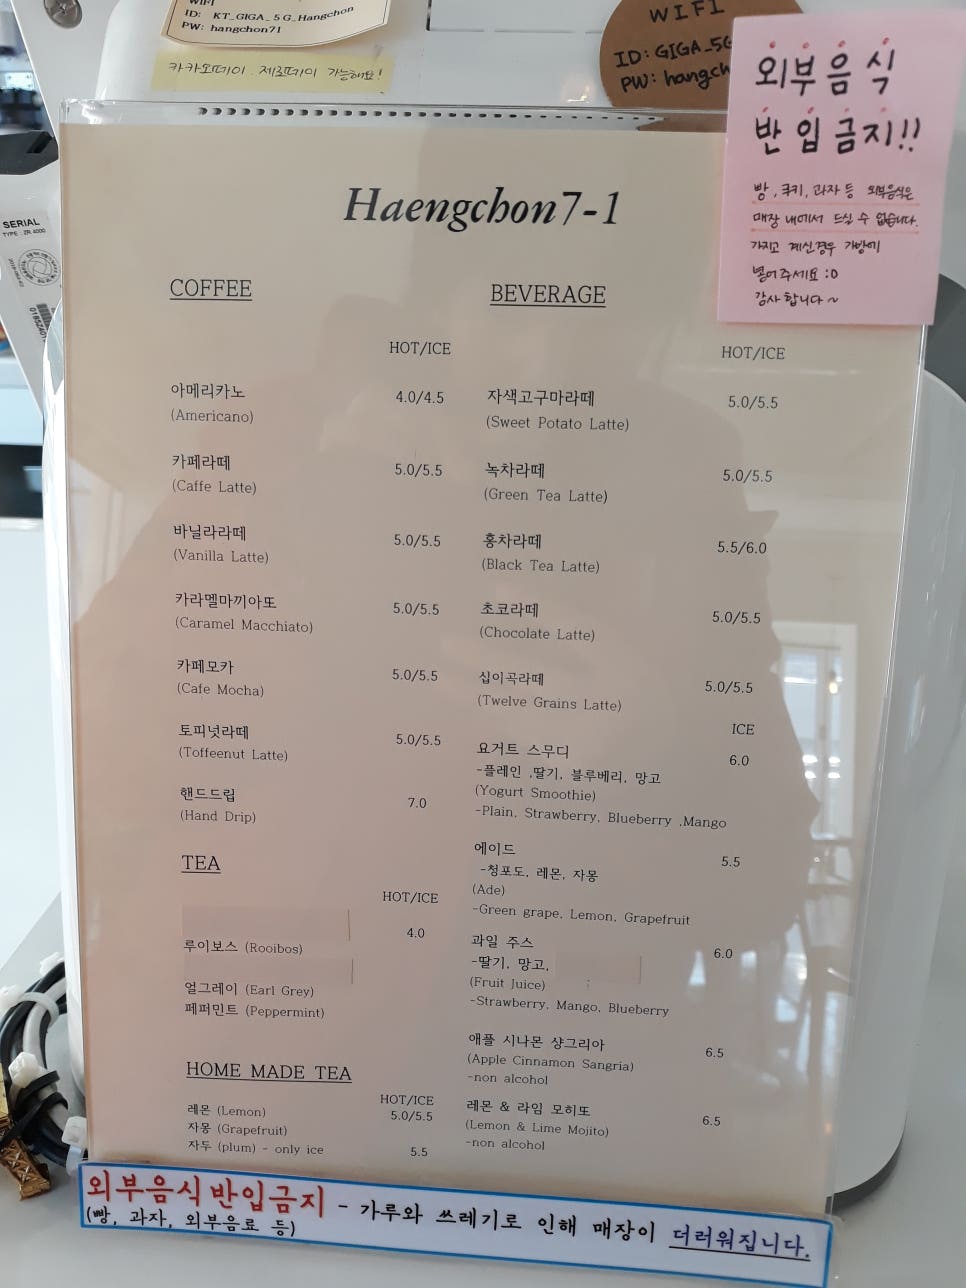 WIFI
ID: KT_GIGA_5G_Hangchon
PW: hangchon71
카카오페이. 제로페이 가능해요!
WIFI
ID: GIGA_5G
PW: hangch
외부음식
반입금지!!
빵, 쿠키, 과자 등 외부음식은
매장 내에서 드실 수 없습니다.
가지고 계신경우 가방에
넣어주세요 :0
감사합니다~
SERIAL
TYPE ZR 4000
Haengchon7-1
COFFEE
HOT/ICE
아메리카노 4.0/4.5
(Americano)
카페라떼 5.0/5.5
(Caffe Latte)
바닐라라떼 5.0/5.5
(Vanilla Latte)
카라멜마끼아또 5.0/5.5
(Caramel Macchiato)
카페모카 5.0/5.5
(Cafe Mocha)
토피넛라떼 5.0/5.5
(Toffeenut Latte)
핸드드립 7.0
(Hand Drip)
TEA
HOT/ICE
4.0
루이보스 (Rooibos)
얼그레이 (Earl Grey)
페퍼민트 (Peppermint)
HOME MADE TEA
HOT/ICE
레몬 (Lemon) 5.0/5.5
자몽 (Grapefruit)
자두 (plum) - only ice 5.5
BEVERAGE
HOT/ICE
자색고구마라떼 5.0/5.5
(Sweet Potato Latte)
녹차라떼 5.0/5.5
(Green Tea Latte)
홍차라떼 5.5/6.0
(Black Tea Latte)
초코라떼 5.0/5.5
(Chocolate Latte)
십이곡라떼 5.0/5.5
(Twelve Grains Latte)
ICE
요거트 스무디 6.0
-플레인 ,딸기, 블루베리, 망고
(Yogurt Smoothie)
-Plain, Strawberry, Blueberry ,Mango
에이드 5.5
-청포도, 레몬, 자몽
(Ade)
-Green grape, Lemon, Grapefruit
과일 주스 6.0
-딸기, 망고,
(Fruit Juice)
-Strawberry, Mango, Blueberry
애플 시나몬 샹그리아 6.5
(Apple Cinnamon Sangria)
-non alcohol
레몬 & 라임 모히또 6.5
(Lemon & Lime Mojito)
-non alcohol
외부음식반입금지 - 가루와 쓰레기로 인해 매장이 더러워집니다.
(빵, 과자, 외부음료 등)